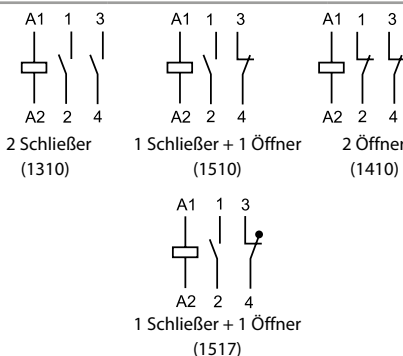 A1 1 3 A1 1 3 A1 1 3
A2 2 4 A2 2 4 A2 2 4
2 Schließer 1 Schließer + 1 Öffner 2 Öffner
(1310) (1510) (1410)
A1 1 3
A2 2 4
1 Schließer + 1 Öffner
(1517)